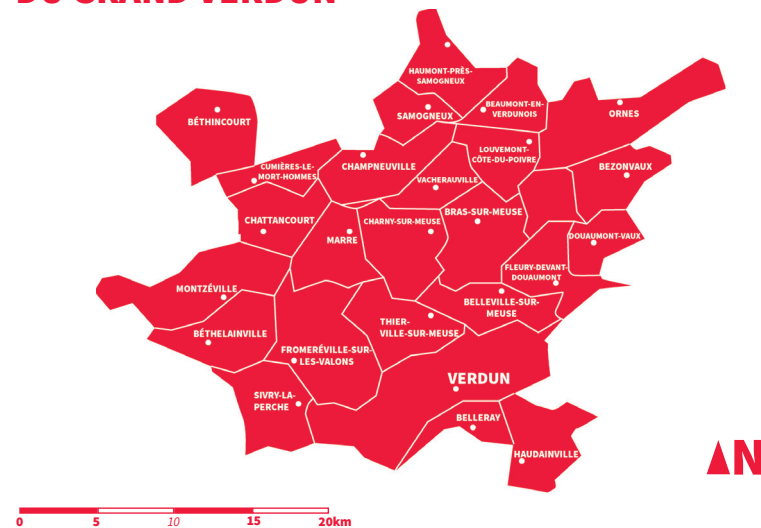 DU GRAND VERDUN
HAUMONT-PRÈS-
SAMOGNEUX
BÉTHINCOURT
SAMOGNEUX
BEAUMONT-EN-
VERDUNOIS
ORNES
CUMIÈRES-LE-
MORT-HOMMES
CHAMPNEUVILLE
LOUVEMONT-
CÔTE-DU-POIVRE
BEZONVAUX
VACHERAUVILLE
CHATTANCOURT
MARRE
CHARNY-SUR-MEUSE
BRAS-SUR-MEUSE
DOUAUMONT-VAUX
FLEURY-DEVANT-
DOUAUMONT
MONTZÉVILLE
BELLEVILLE-SUR-
MEUSE
BÉTHELAINVILLE
THIER-
VILLE-SUR-MEUSE
FROMERÉVILLE-SUR-
LES-VALONS
VERDUN
SIVRY-LA-
PERCHE
BELLERAY
HAUDAINVILLE
N
0 5 10 15 20km